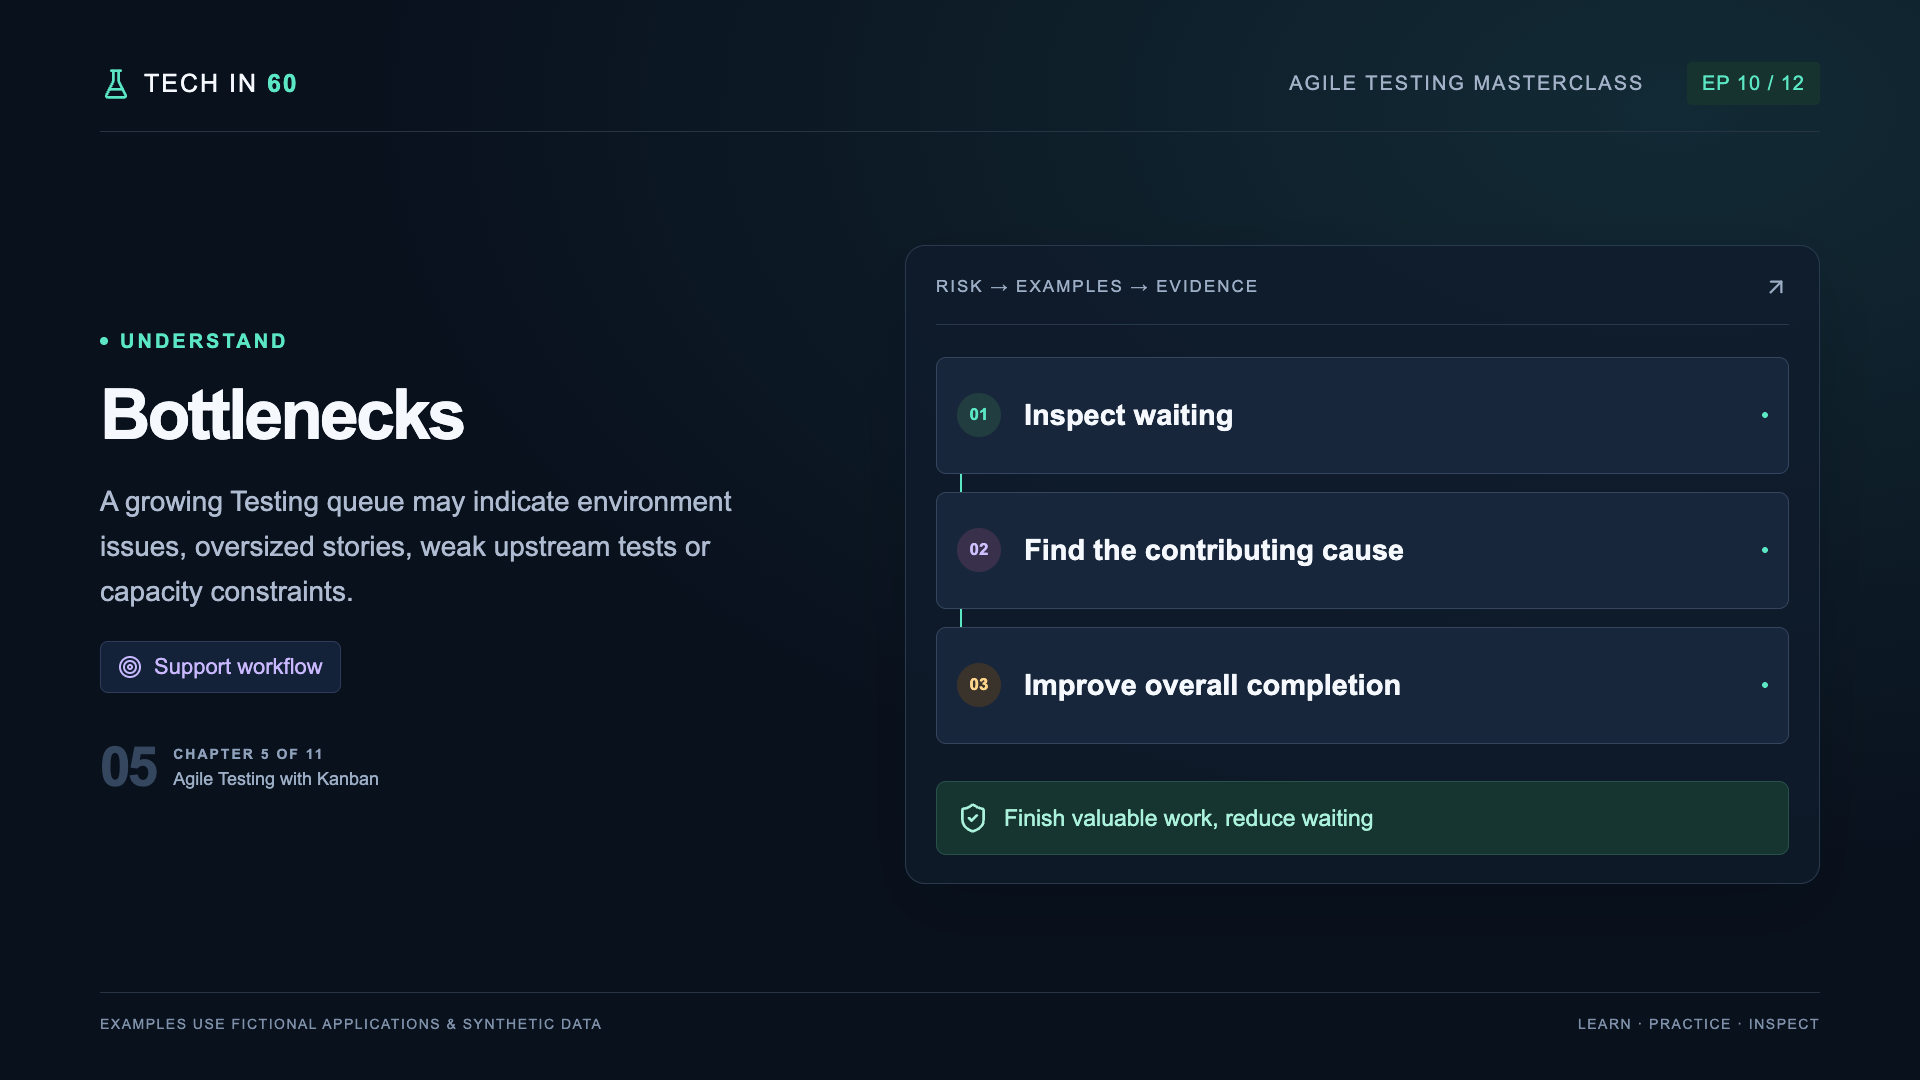 TECH IN 60
AGILE TESTING MASTERCLASS
EP 10 / 12
• UNDERSTAND
Bottlenecks
A growing Testing queue may indicate environment
issues, oversized stories, weak upstream tests or
capacity constraints.
Support workflow
05
CHAPTER 5 OF 11
Agile Testing with Kanban
RISK → EXAMPLES → EVIDENCE
01
Inspect waiting
02
Find the contributing cause
03
Improve overall completion
Finish valuable work, reduce waiting
EXAMPLES USE FICTIONAL APPLICATIONS & SYNTHETIC DATA
LEARN · PRACTICE · INSPECT